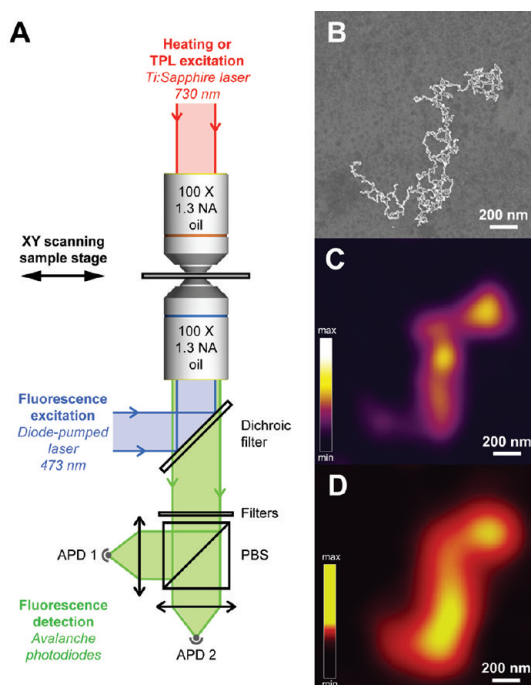 A
Heating or
TPL excitation
Ti:Sapphire laser
730 nm
100 X
1.3 NA
oil
XY scanning
sample stage
100 X
1.3 NA
oil
Fluorescence
excitation
Diode-pumped
laser
473 nm
Dichroic
filter
Filters
APD 1
PBS
Fluorescence
detection
Avalanche
photodiodes
APD 2
B
200 nm
C
max
min
200 nm
D
max
min
200 nm